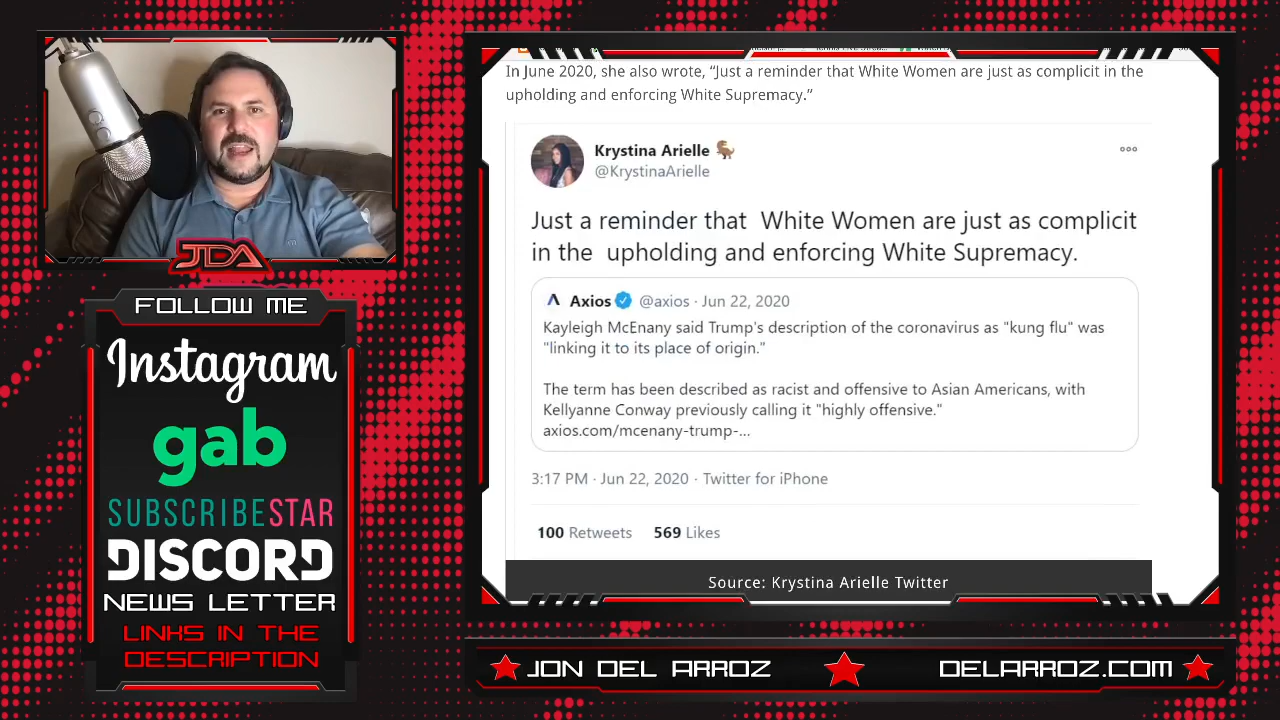 In June 2020, she also wrote, “Just a reminder that White Women are just as complicit in the
upholding and enforcing White Supremacy.”
Krystina Arielle
@KrystinaArielle
Just a reminder that  White Women are just as complicit
in the  upholding and enforcing White Supremacy.
Axios @axios · Jun 22, 2020
Kayleigh McEnany said Trump's description of the coronavirus as "kung flu" was
"linking it to its place of origin."
The term has been described as racist and offensive to Asian Americans, with
Kellyanne Conway previously calling it "highly offensive."
axios.com/mcenany-trump-...
3:17 PM · Jun 22, 2020 · Twitter for iPhone
100 Retweets 569 Likes
Source: Krystina Arielle Twitter
JDA
FOLLOW ME
Instagram
gab
SUBSCRIBESTAR
DISCORD
NEWS LETTER
LINKS IN THE
DESCRIPTION
JON DEL ARROZ
DELARROZ.COM